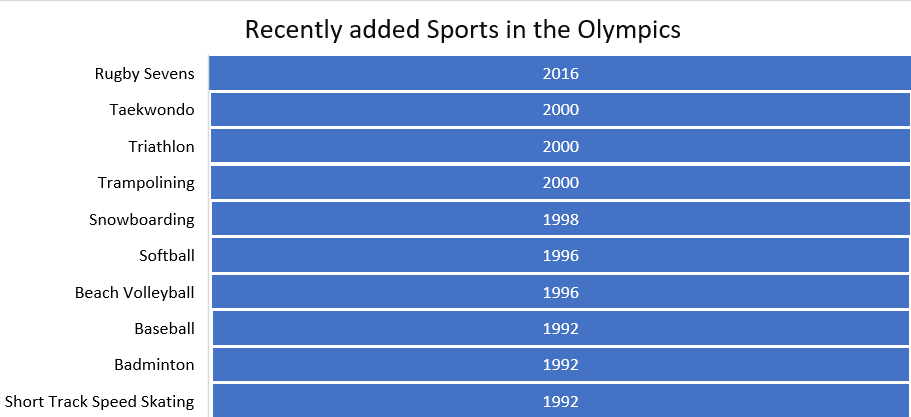 Recently added Sports in the Olympics
Rugby Sevens 2016
Taekwondo 2000
Triathlon 2000
Trampolining 2000
Snowboarding 1998
Softball 1996
Beach Volleyball 1996
Baseball 1992
Badminton 1992
Short Track Speed Skating 1992